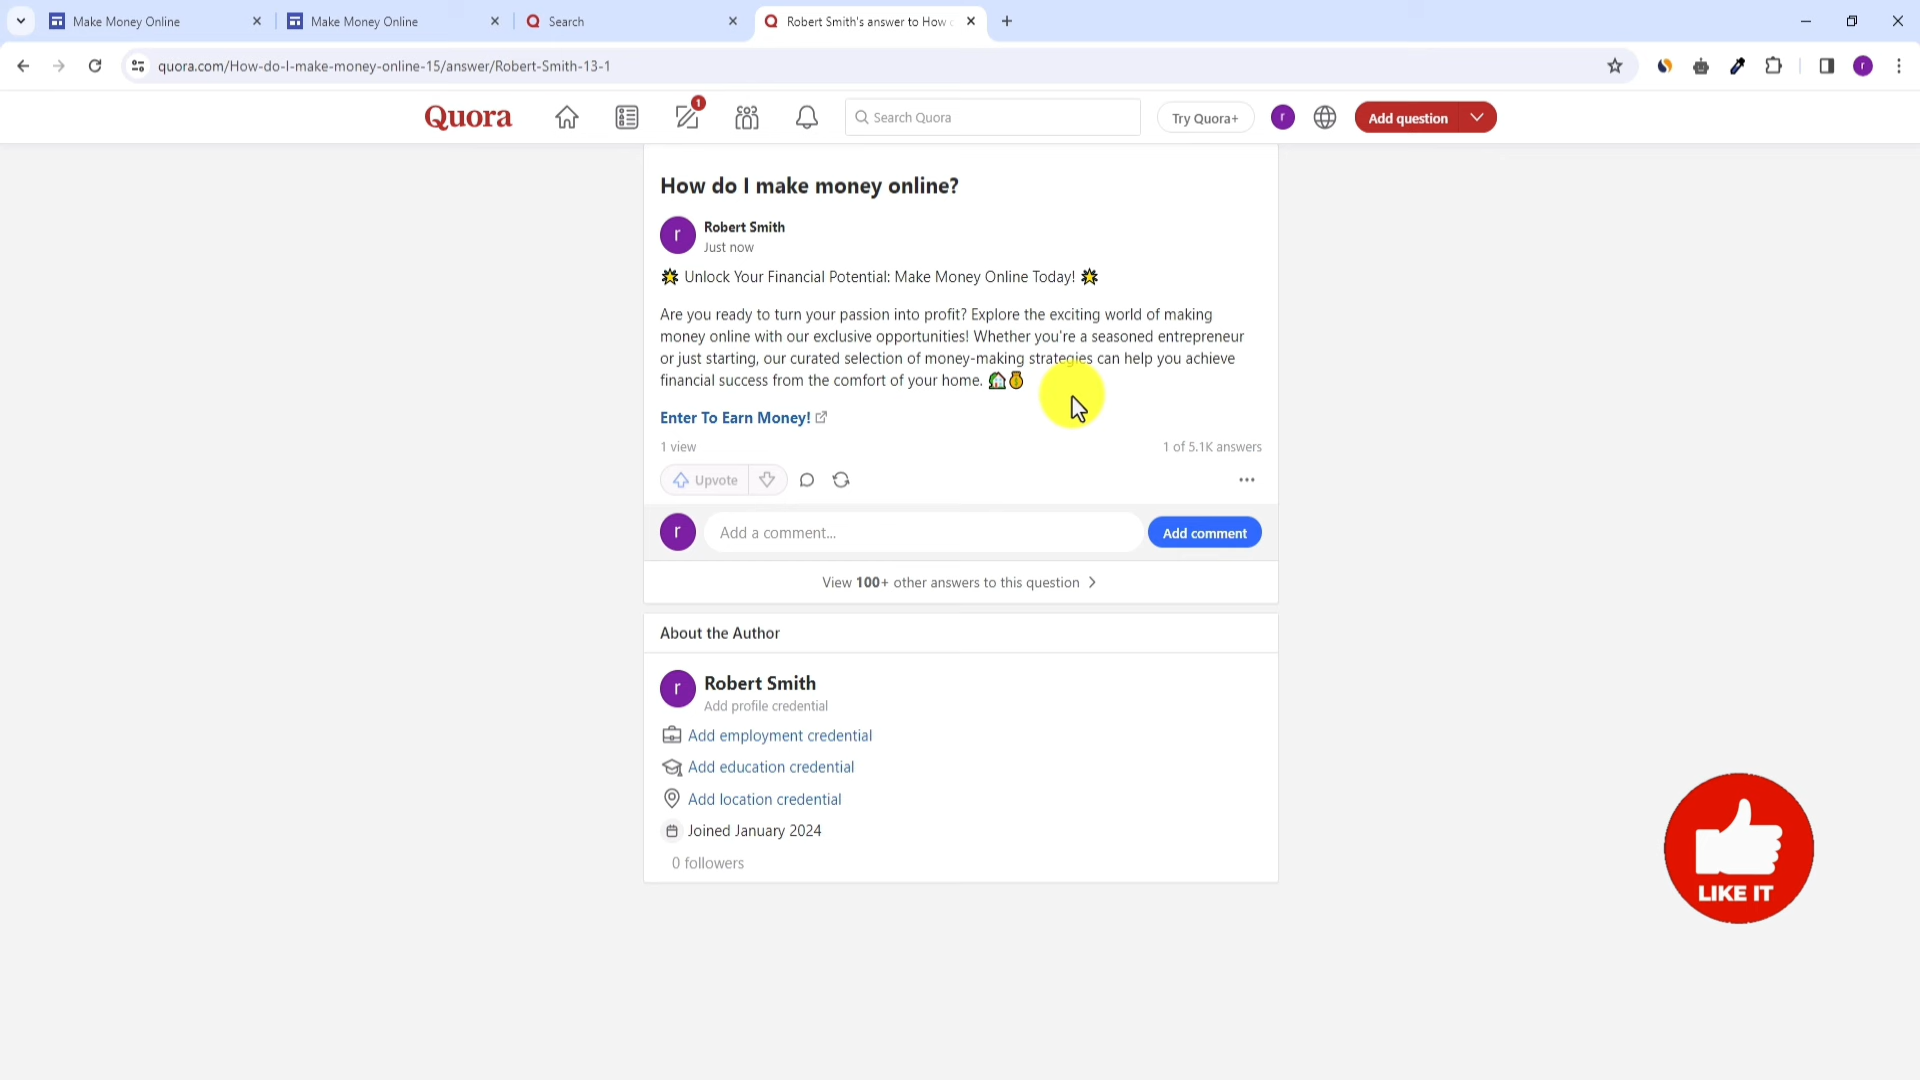 Make Money Online
Make Money Online
Search
Robert Smith's answer to How
quora.com/How-do-I-make-money-online-15/answer/Robert-Smith-13-1
r
Quora
1
Search Quora
Try Quora+
r
Add question
How do I make money online?
r
Robert Smith
Just now
Unlock Your Financial Potential: Make Money Online Today!
Are you ready to turn your passion into profit? Explore the exciting world of making
money online with our exclusive opportunities! Whether you're a seasoned entrepreneur
or just starting, our curated selection of money-making strategies can help you achieve
financial success from the comfort of your home.
Enter To Earn Money!
1 view
1 of 5.1K answers
Upvote
r
Add a comment...
Add comment
View 100+ other answers to this question
About the Author
r
Robert Smith
Add profile credential
Add employment credential
Add education credential
Add location credential
Joined January 2024
0 followers
LIKE IT